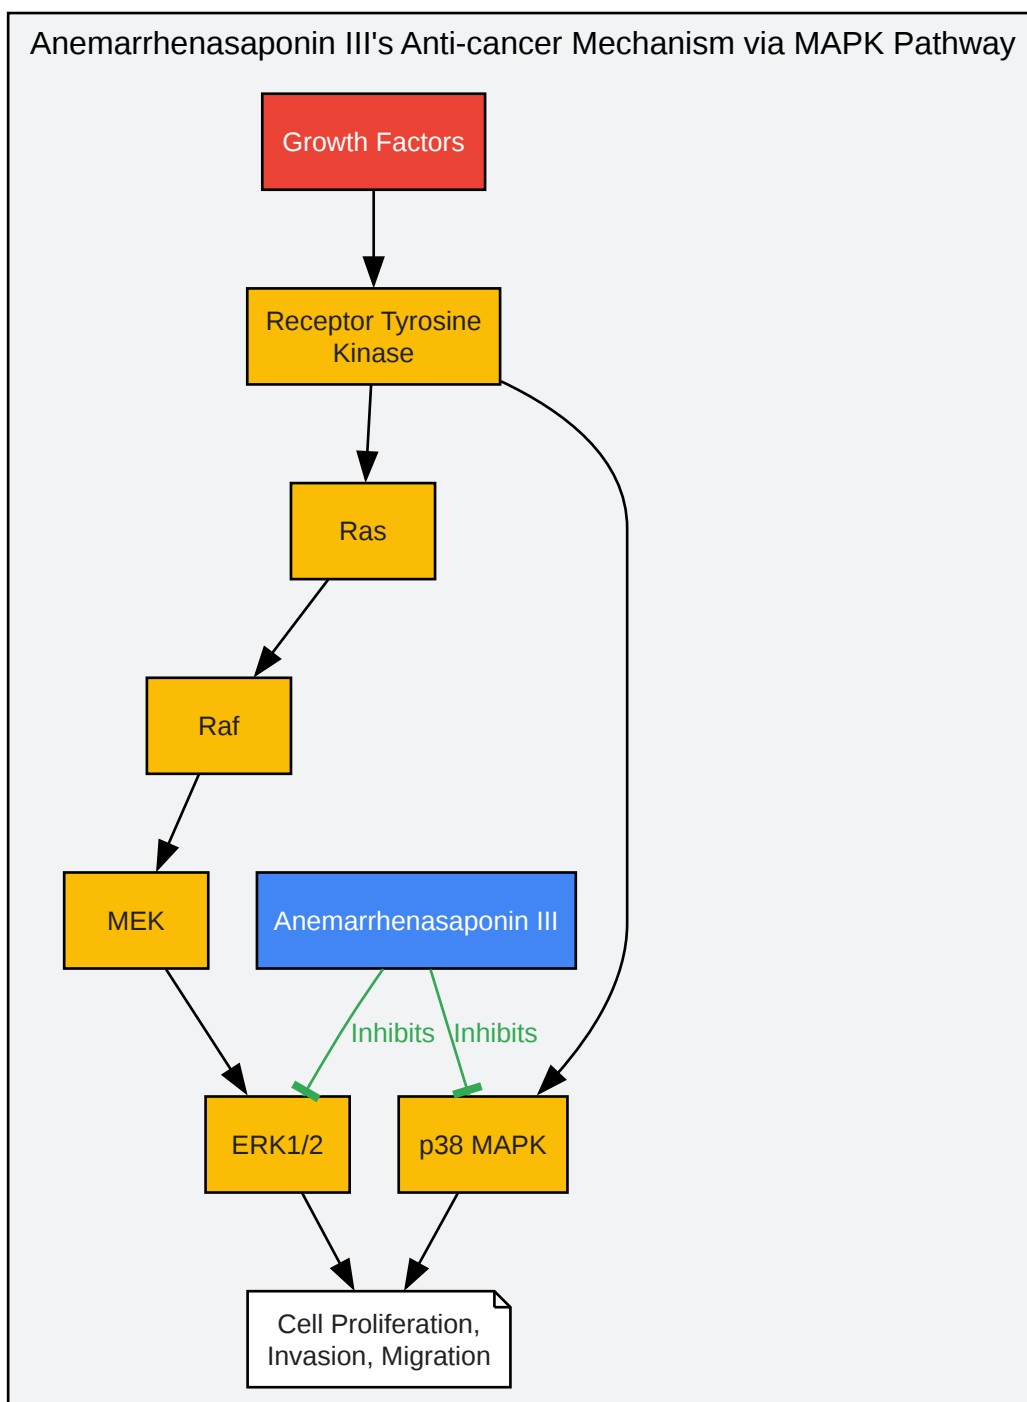 Anemarrhenasaponin III's Anti-cancer Mechanism via MAPK Pathway
Growth Factors
Receptor Tyrosine
Kinase
Ras
Raf
MEK
Anemarrhenasaponin III
Inhibits
Inhibits
ERK1/2
p38 MAPK
Cell Proliferation,
Invasion, Migration